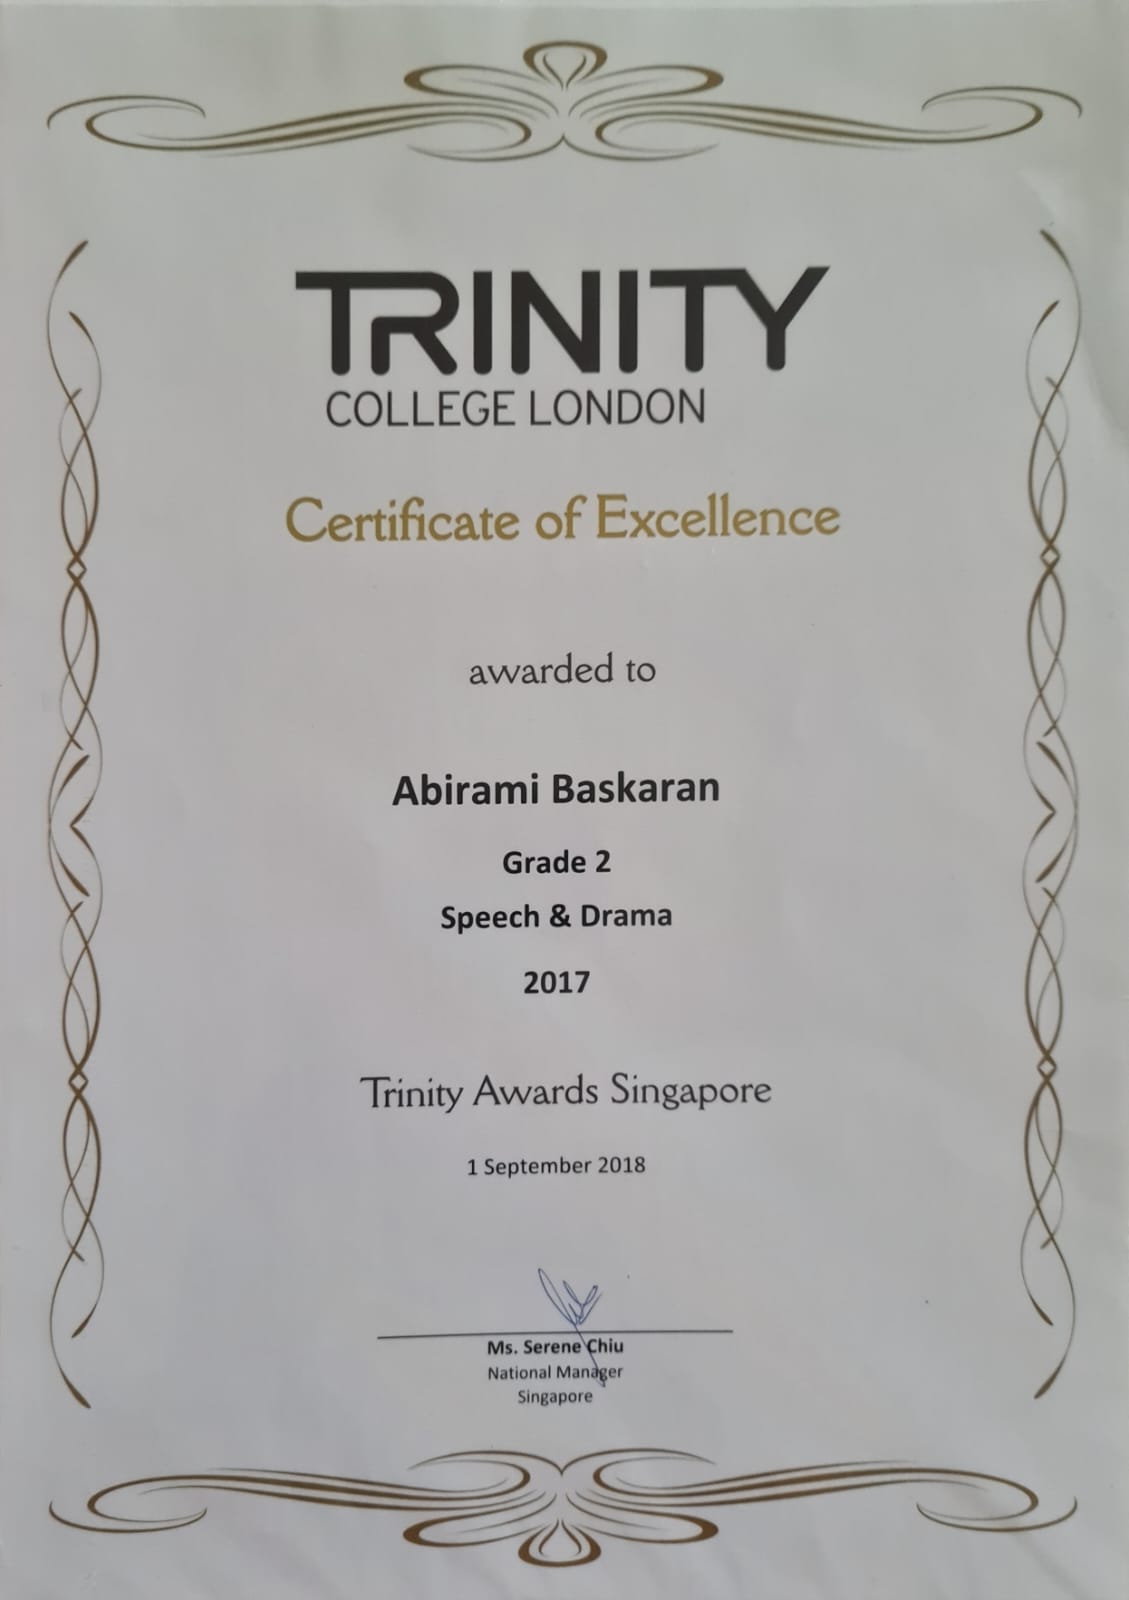 TRINITY
COLLEGE LONDON
Certificate of Excellence
awarded to
Abirami Baskaran
Grade 2
Speech & Drama
2017
Trinity Awards Singapore
1 September 2018
Ms. Serene Chiu
National Manager
Singapore